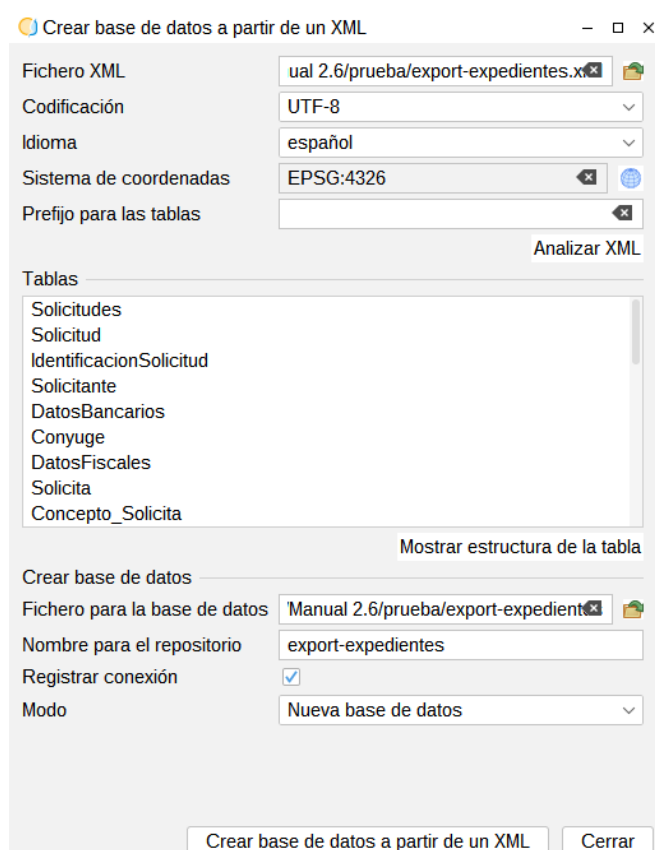 Crear base de datos a partir de un XML
Fichero XML ual 2.6/prueba/export-expedientes.x
Codificación UTF-8
Idioma español
Sistema de coordenadas EPSG:4326
Prefijo para las tablas
Analizar XML
Tablas
Solicitudes
Solicitud
IdentificacionSolicitud
Solicitante
DatosBancarios
Conyuge
DatosFiscales
Solicita
Concepto_Solicita
Mostrar estructura de la tabla
Crear base de datos
Fichero para la base de datos 'Manual 2.6/prueba/export-expedient
Nombre para el repositorio export-expedientes
Registrar conexión
Modo Nueva base de datos
Crear base de datos a partir de un XML Cerrar